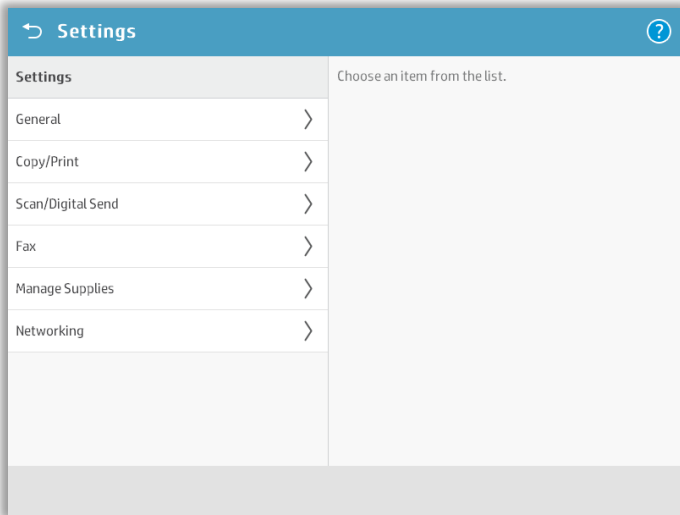 Settings
?
Settings
Choose an item from the list.
General
Copy/Print
Scan/Digital Send
Fax
Manage Supplies
Networking